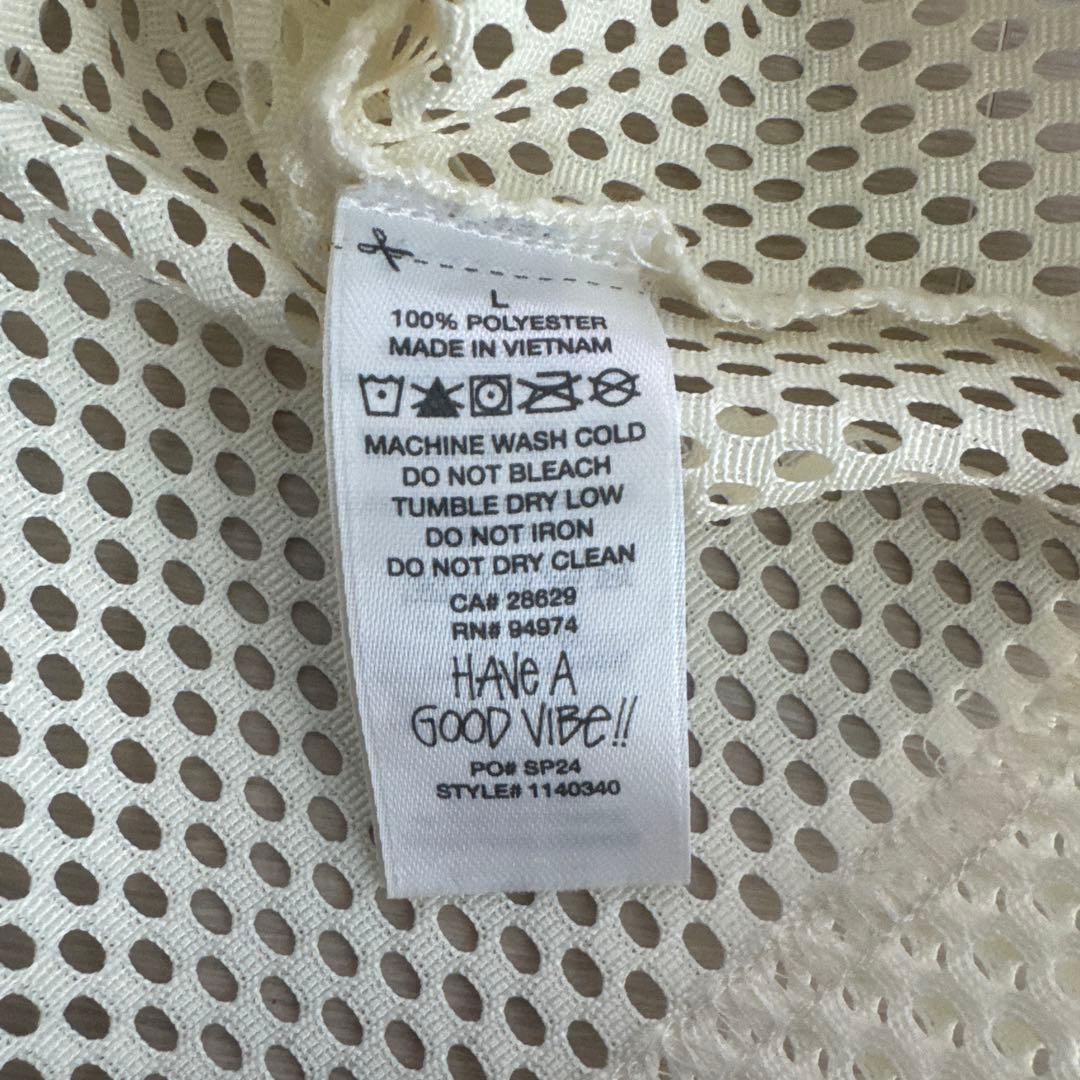 L
100% POLYESTER
MADE IN VIETNAM
MACHINE WASH COLD
DO NOT BLEACH
TUMBLE DRY LOW
DO NOT IRON
DO NOT DRY CLEAN
CA# 28629
RN# 94974
HAVe A
GOOD VIBe!!
PO# SP24
STYLE# 1140340